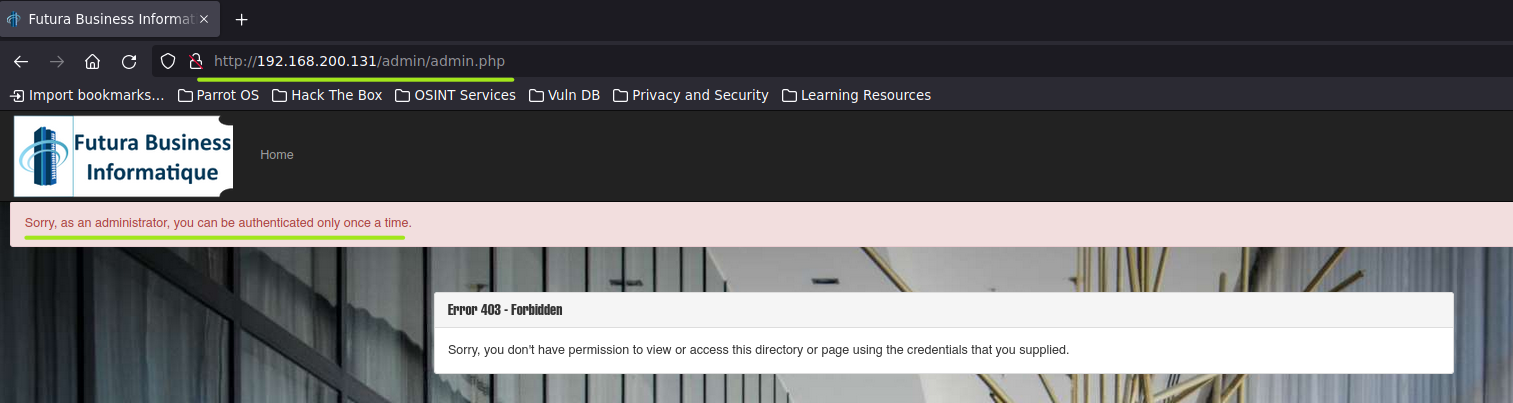 Futura Business Informat
http://192.168.200.131/admin/admin.php
Import bookmarks... Parrot OS Hack The Box OSINT Services Vuln DB Privacy and Security Learning Resources
Futura Business
Informatique
Home
Sorry, as an administrator, you can be authenticated only once a time.
Error 403 - Forbidden
Sorry, you don't have permission to view or access this directory or page using the credentials that you supplied.